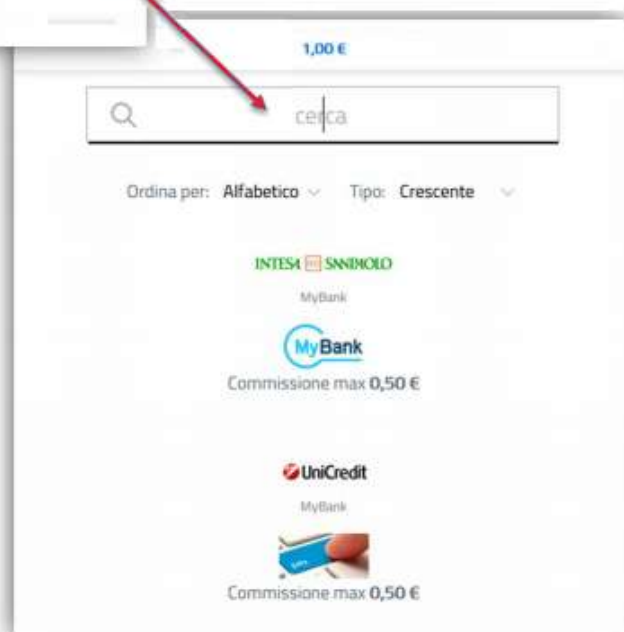 1,00 €
cerca
Ordina per: Alfabetico Tipo: Crescente
INTESA SANPAOLO
MyBank
MyBank
Commissione max 0,50 €
UniCredit
MyBank
Commissione max 0,50 €